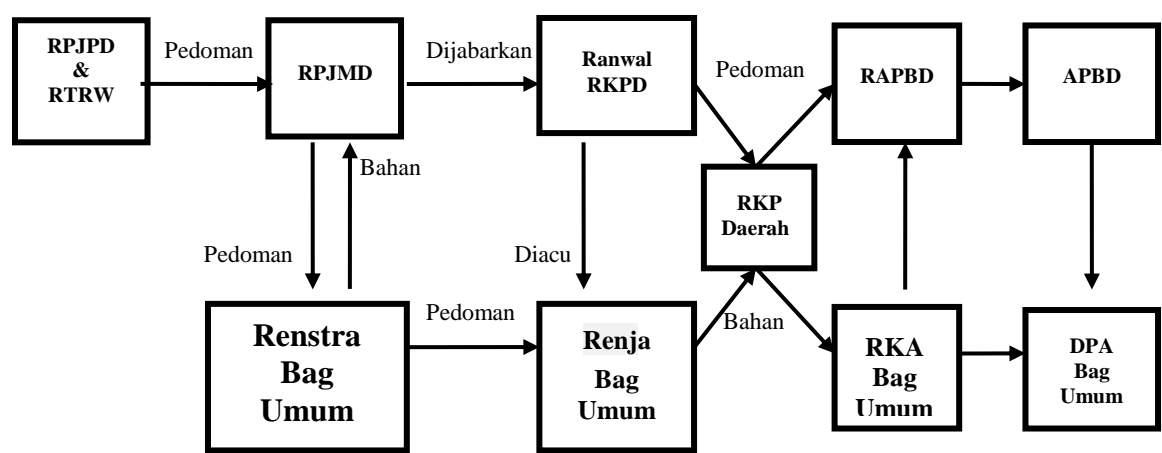 RPJPD
&
RTRW
Pedoman
RPJMD
Dijabarkan
Ranwal
RKPD
Pedoman
RAPBD
APBD
Bahan
RKP
Daerah
Pedoman
Diacu
Renstra
Bag
Umum
Pedoman
Renja
Bag
Umum
Bahan
RKA
Bag
Umum
DPA
Bag
Umum